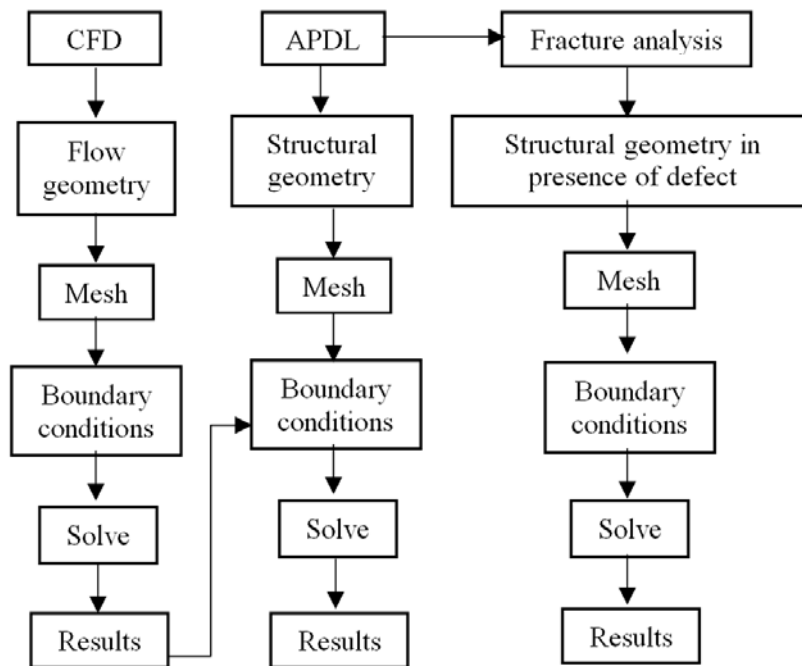 CFD
Flow
geometry
Mesh
Boundary
conditions
Solve
Results
APDL
Structural
geometry
Mesh
Boundary
conditions
Solve
Results
Fracture analysis
Structural geometry in
presence of defect
Mesh
Boundary
conditions
Solve
Results